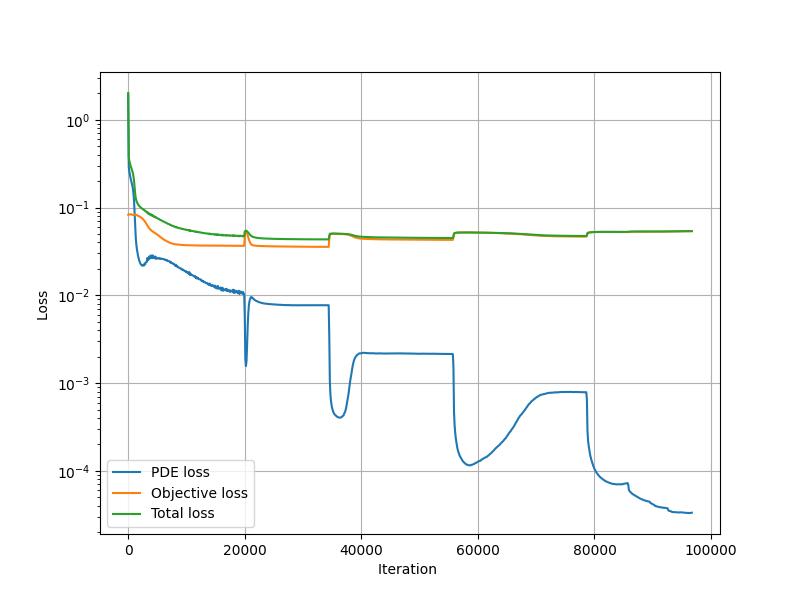 10⁰
10⁻¹
10⁻²
10⁻³
10⁻⁴
Loss
PDE loss
Objective loss
Total loss
0 20000 40000 60000 80000 100000
Iteration